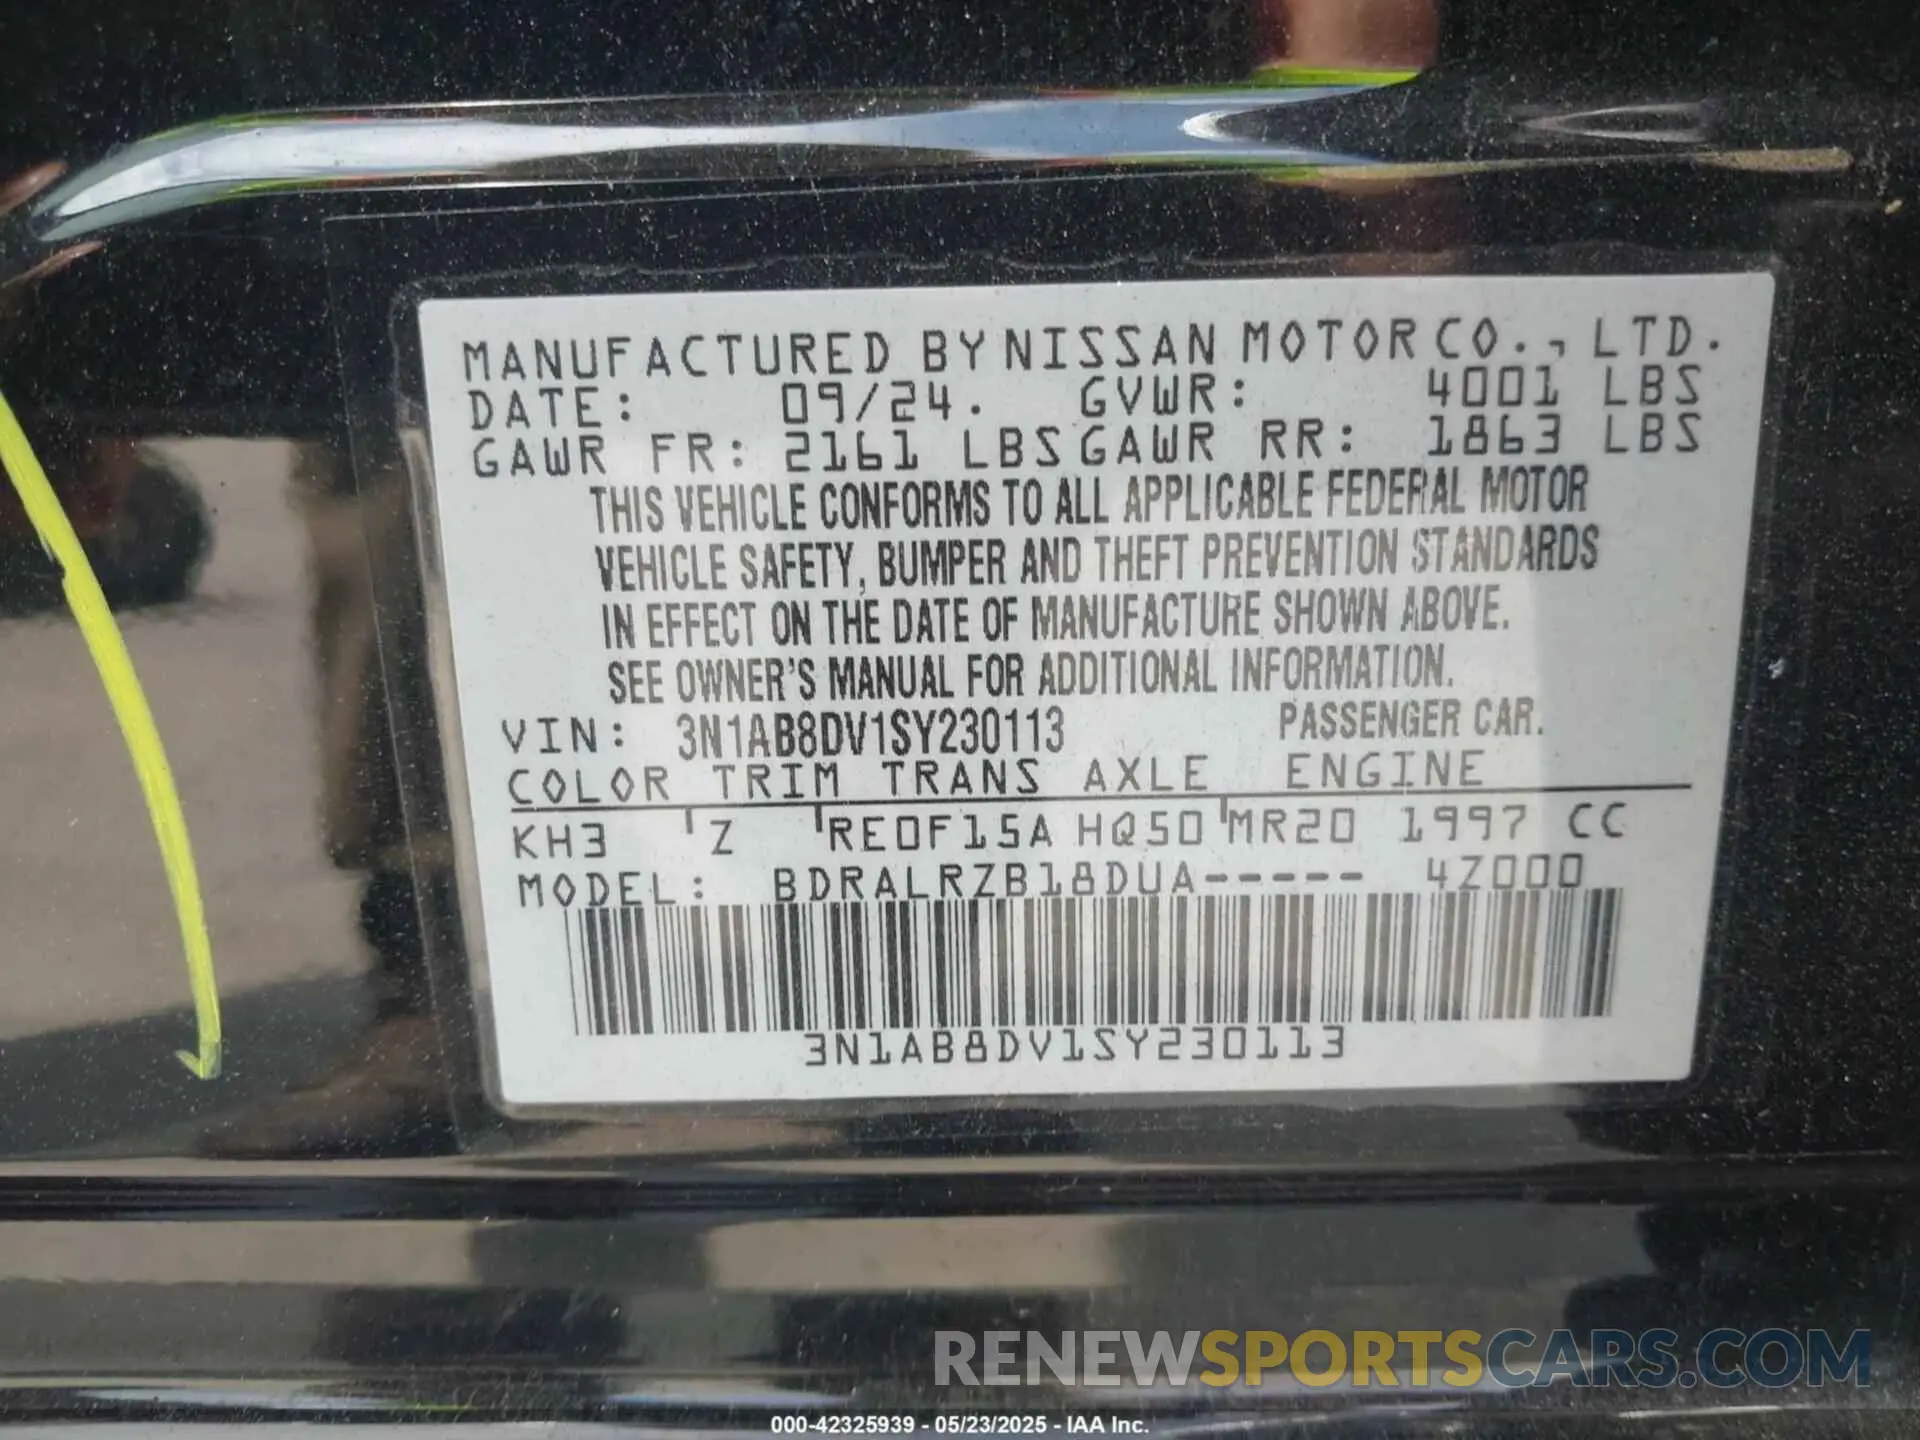 MANUFACTURED BY NISSAN MOTOR CO., LTD.
DATE: 09/24. GVWR: 4001 LBS
GAWR FR: 2161 LBS GAWR RR: 1863 LBS
THIS VEHICLE CONFORMS TO ALL APPLICABLE FEDERAL MOTOR
VEHICLE SAFETY, BUMPER AND THEFT PREVENTION STANDARDS
IN EFFECT ON THE DATE OF MANUFACTURE SHOWN ABOVE.
SEE OWNER'S MANUAL FOR ADDITIONAL INFORMATION.
VIN: 3N1AB8DV1SY230113 PASSENGER CAR.
COLOR TRIM TRANS AXLE ENGINE
KH3 Z RE0F15A HQ50 MR20 1997 CC
MODEL: BDRALRZB18DUA----- 4Z000
3N1AB8DV1SY230113
RENEWSPORTSCARS.COM
000-42325939 - 05/23/2025 - IAA Inc.